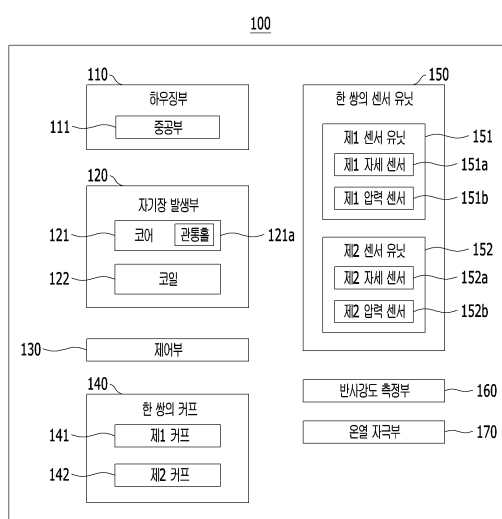 100
110
하우징부
111
중공부
120
자기장 발생부
121
코어
관통홀
121a
122
코일
130
제어부
140
한 쌍의 커프
141
제1 커프
142
제2 커프
150
한 쌍의 센서 유닛
제1 센서 유닛
151
제1 자세 센서
151a
제1 압력 센서
151b
제2 센서 유닛
152
제2 자세 센서
152a
제2 압력 센서
152b
반사강도 측정부
160
온열 자극부
170